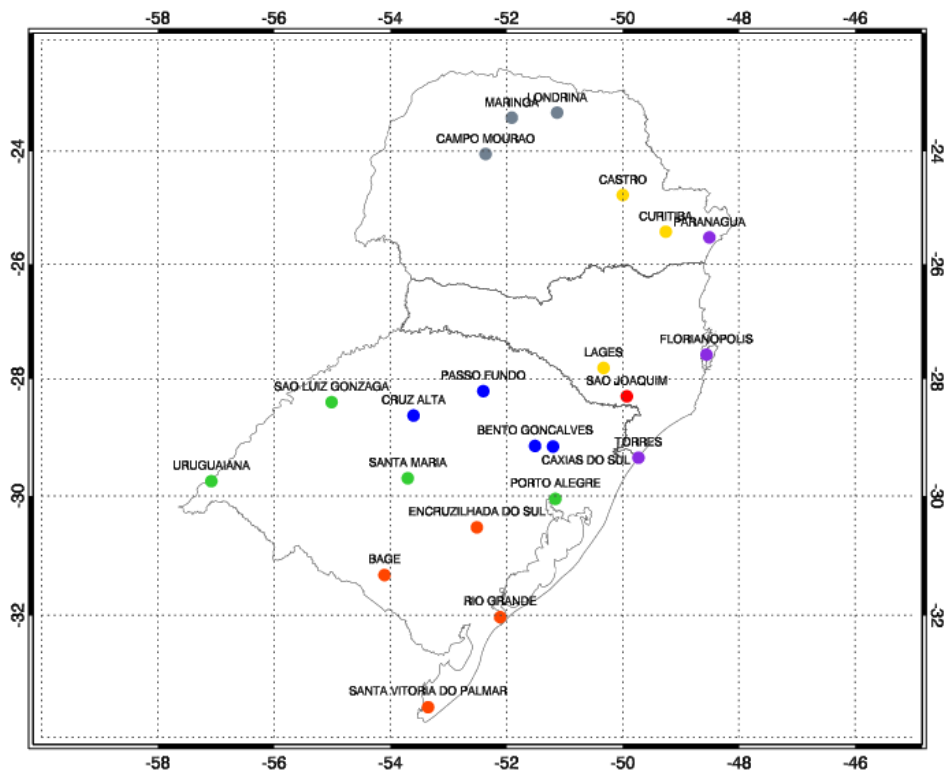 -58 -56 -54 -52 -50 -48 -46
LONDRINA
MARINGA
CAMPO MOURAO
-24 -24
CASTRO
CURITIBA
PARANAGUA
-26 -26
FLORIANOPOLIS
LAGES
PASSO FUNDO
SAO JOAQUIM
-28 -28
SAO LUIZ GONZAGA
CRUZ ALTA
BENTO GONCALVES
TORRES
SANTA MARIA
CAXIAS DO SUL
URUGUAIANA
PORTO ALEGRE
-30 -30
ENCRUZILHADA DO SUL
BAGE
RIO GRANDE
-32 -32
SANTA VITORIA DO PALMAR
-58 -56 -54 -52 -50 -48 -46